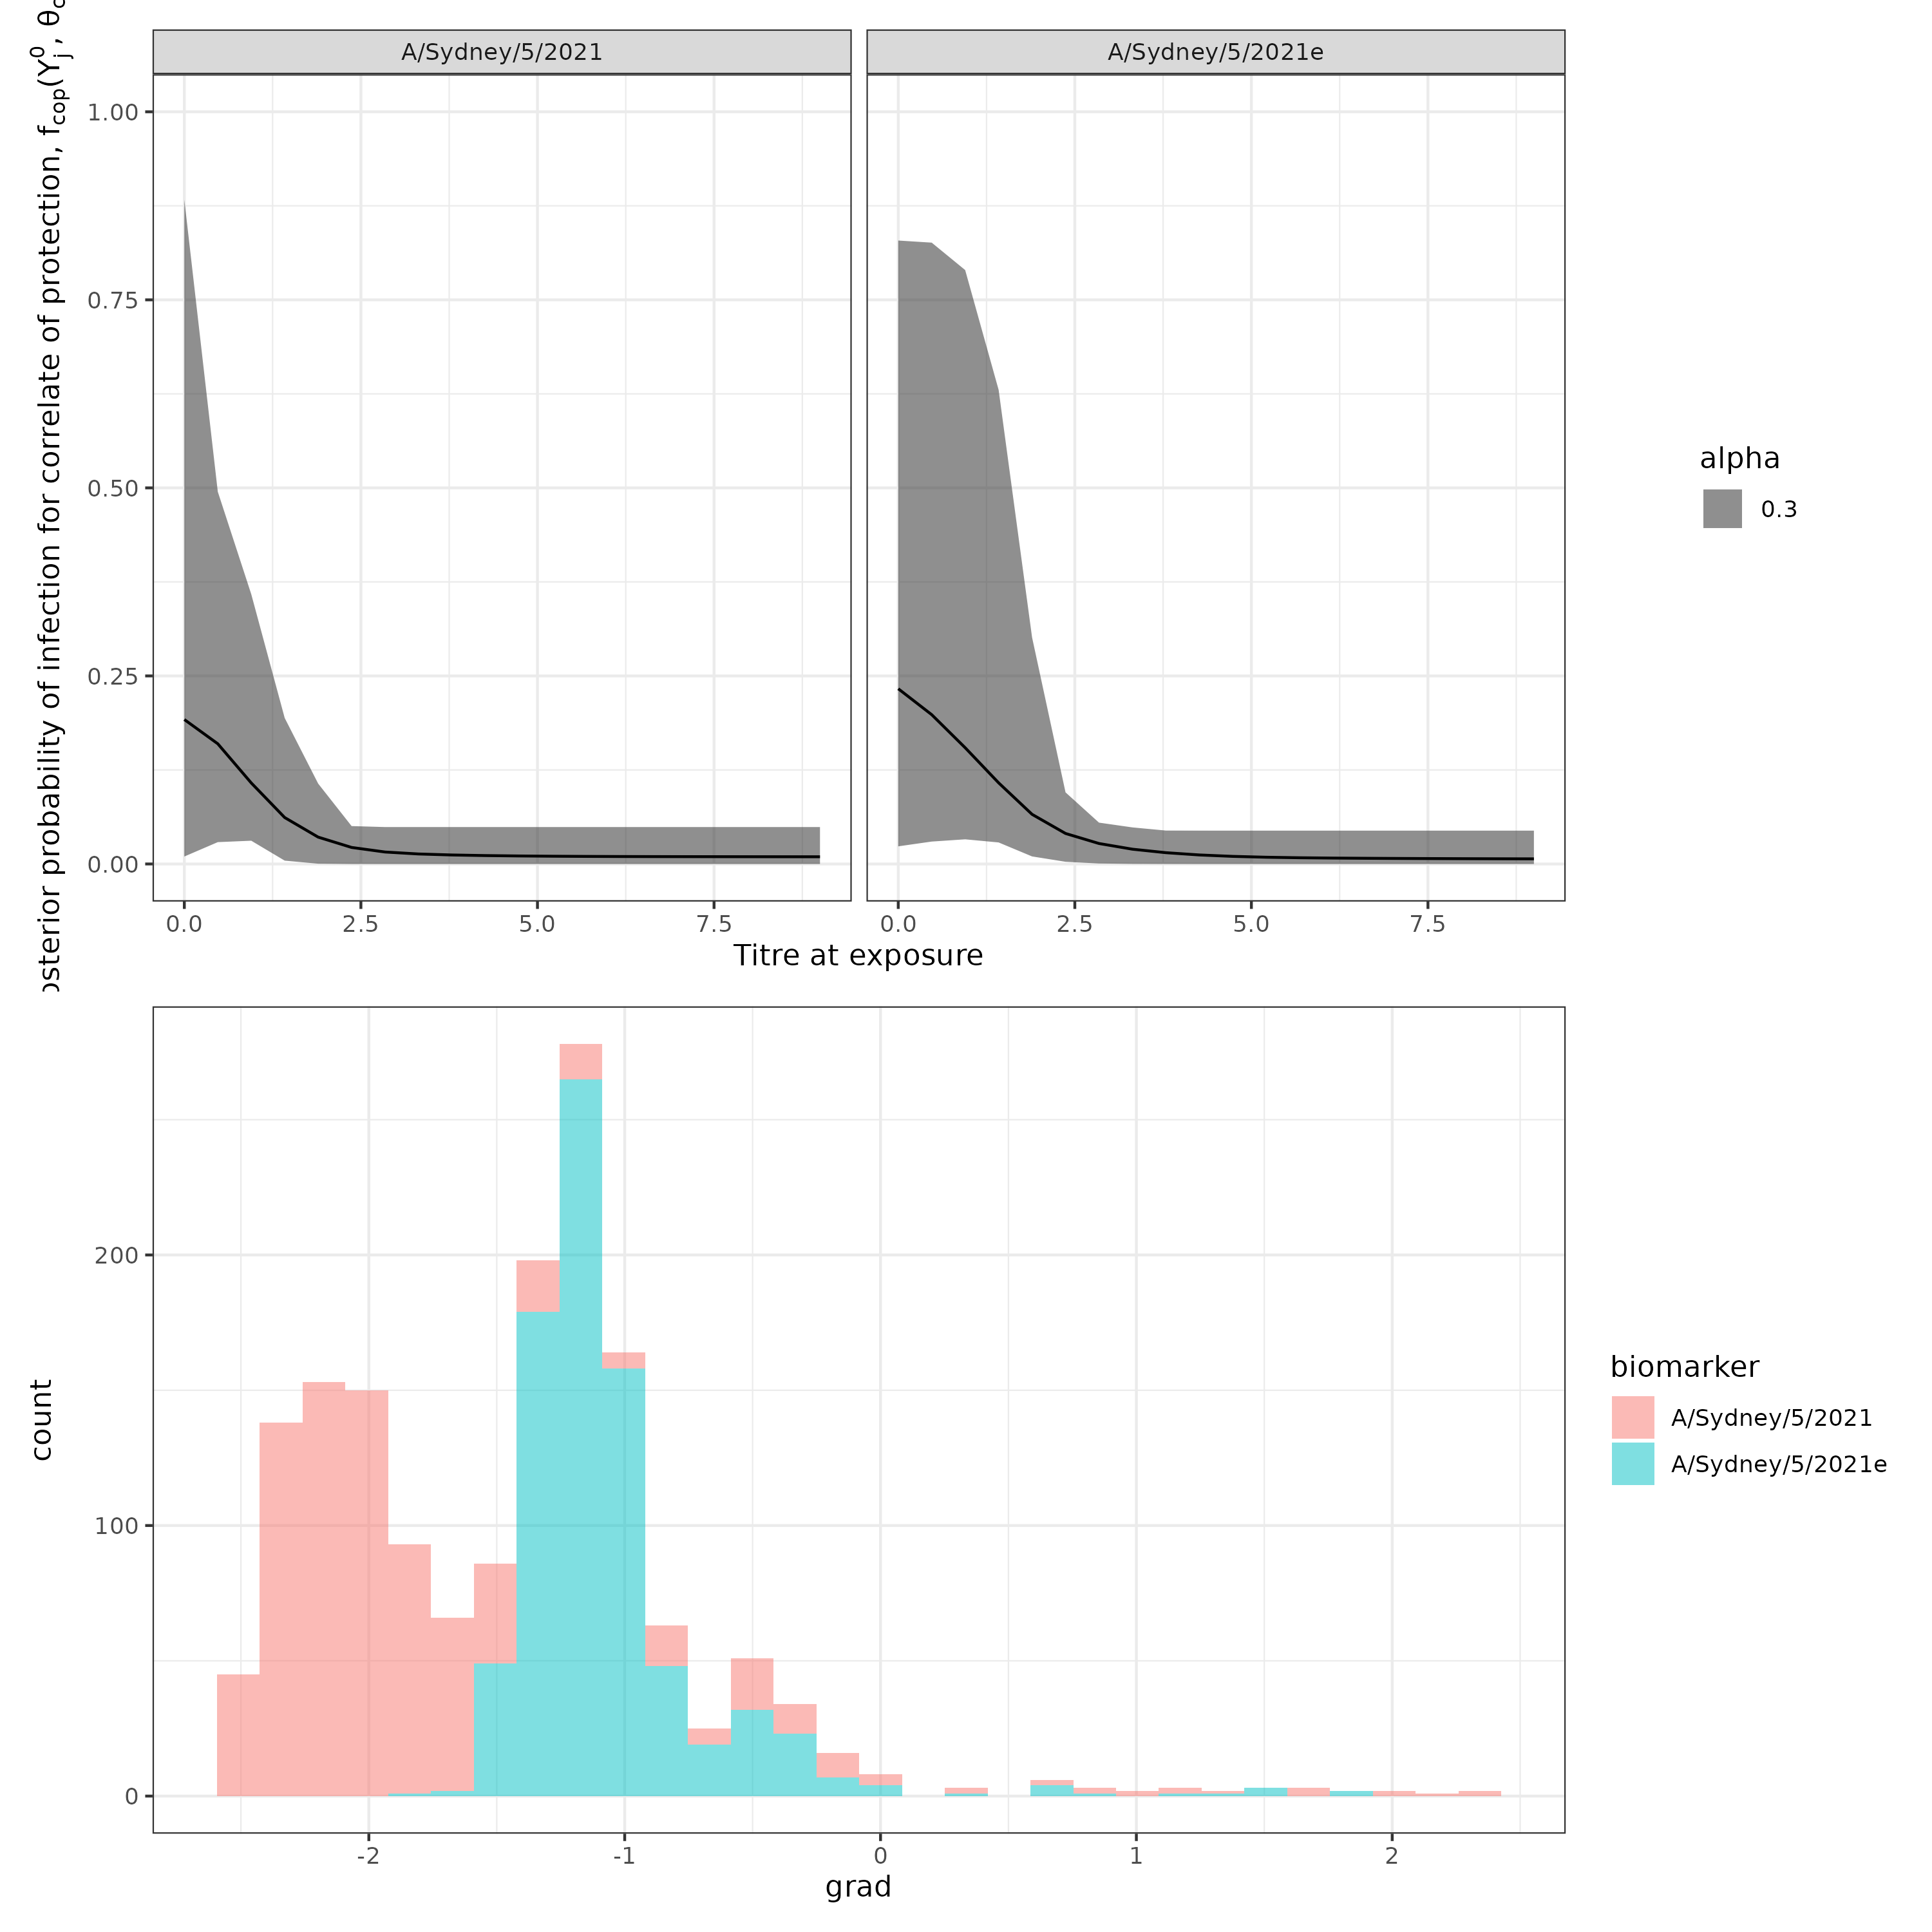 A/Sydney/5/2021
A/Sydney/5/2021e
probability of infection for correlate of protection, f_cop(Y_j^0,
1.00
0.75
0.50
0.25
0.00
0.0 2.5 5.0 7.5
0.0 2.5 5.0 7.5
Titre at exposure
alpha
0.3
count
200
100
0
-2 -1 0 1 2
grad
biomarker
A/Sydney/5/2021
A/Sydney/5/2021e